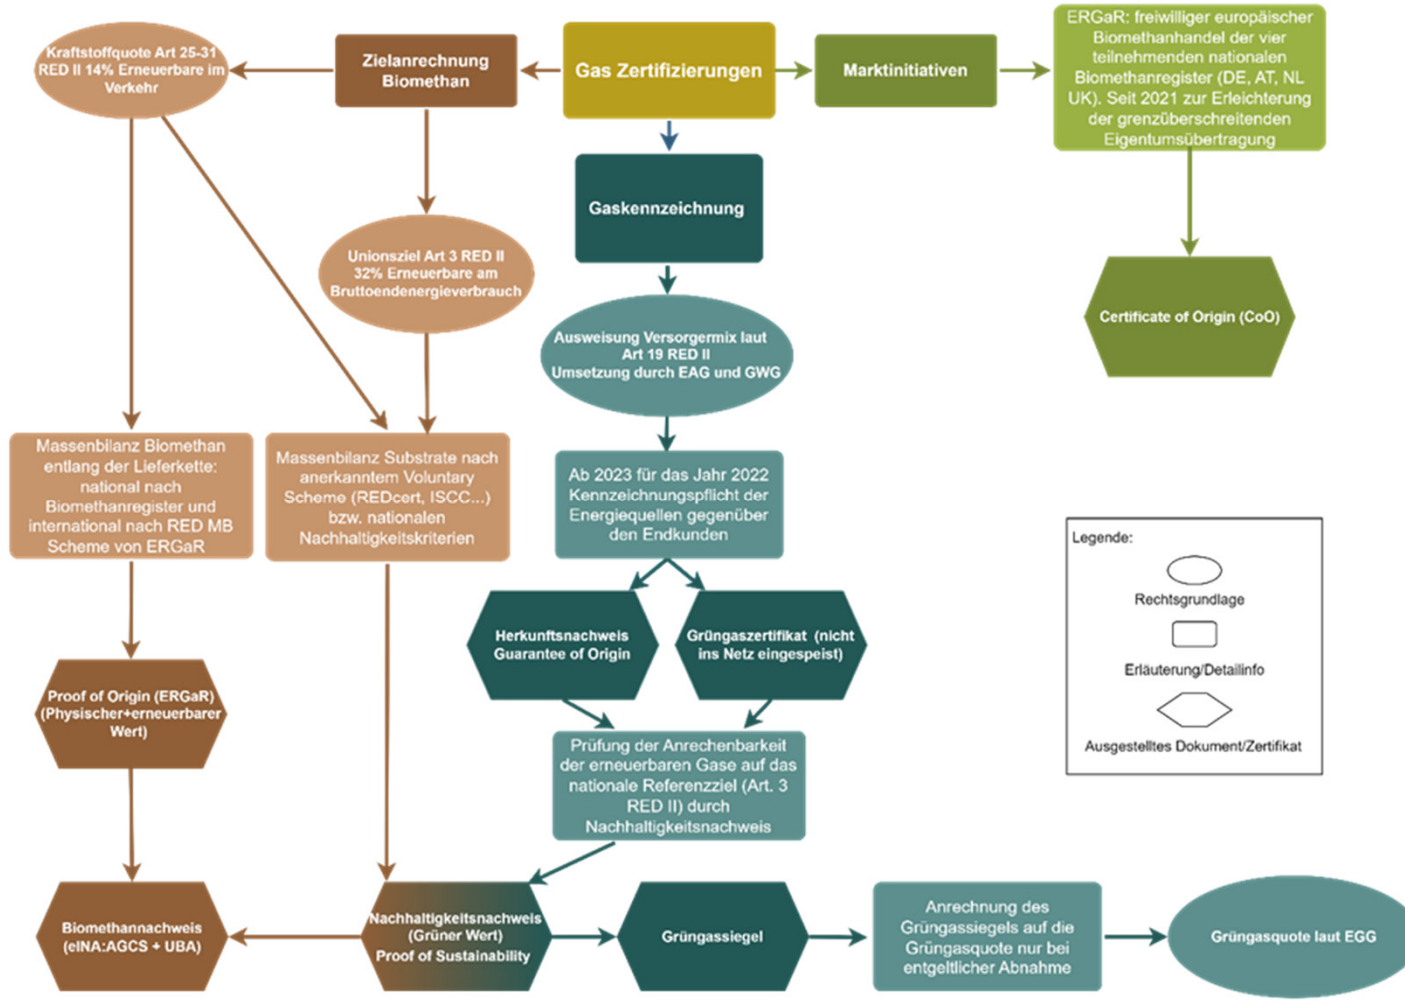 Kraftstoffquote Art 25-31
RED II 14% Erneuerbare im
Verkehr
Zielanrechnung
Biomethan
Gas Zertifizierungen
Marktinitiativen
ERGaR: freiwilliger europäischer
Biomethanhandel der vier
teilnehmenden nationalen
Biomethanregister (DE, AT, NL
UK). Seit 2021 zur Erleichterung
der grenzüberschreitenden
Eigentumsübertragung
Gaskennzeichnung
Unionsziel Art 3 RED II
32% Erneuerbare am
Bruttoendenergieverbrauch
Certificate of Origin (CoO)
Ausweisung Versorgermix laut
Art 19 RED II
Umsetzung durch EAG und GWG
Massenbilanz Biomethan
entlang der Lieferkette:
national nach
Biomethanregister und
international nach RED MB
Scheme von ERGaR
Massenbilanz Substrate nach
anerkanntem Voluntary
Scheme (REDcert, ISCC...)
bzw. nationalen
Nachhaltigkeitskriterien
Ab 2023 für das Jahr 2022
Kennzeichnungspflicht der
Energiequellen gegenüber
den Endkunden
Legende:
Rechtsgrundlage
Erläuterung/Detailinfo
Ausgestelltes Dokument/Zertifikat
Herkunftsnachweis
Guarantee of Origin
Grüngaszertifikat (nicht
ins Netz eingespeist)
Proof of Origin (ERGaR)
(Physischer+erneuerbarer
Wert)
Prüfung der Anrechenbarkeit
der erneuerbaren Gase auf das
nationale Referenzziel (Art. 3
RED II) durch
Nachhaltigkeitsnachweis
Biomethannachweis
(elNA:AGCS + UBA)
Nachhaltigkeitsnachweis
(Grüner Wert)
Proof of Sustainability
Grüngassiegel
Anrechnung des
Grüngassiegels auf die
Grüngasquote nur bei
entgeltlicher Abnahme
Grüngasquote laut EGG